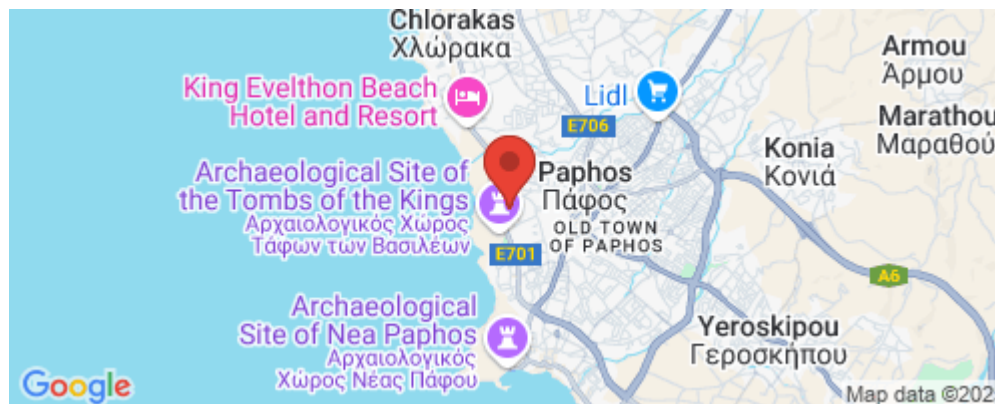 Chlorakas
Χλώρακα
King Evelthon Beach
Hotel and Resort
Lidl
E706
Armou
Άρμου
Marathou
Μαραθού
Konia
Κονιά
Archaeological Site of
the Tombs of the Kings
Αρχαιολογικός Χώρος
Τάφων των Βασιλέων
Paphos
Πάφος
OLD TOWN
OF PAPHOS
E701
A6
Archaeological
Site of Nea Paphos
Αρχαιολογικός
Χώρος Νέας Πάφου
Yeroskipou
Γεροσκήπου
Google
Map data ©202